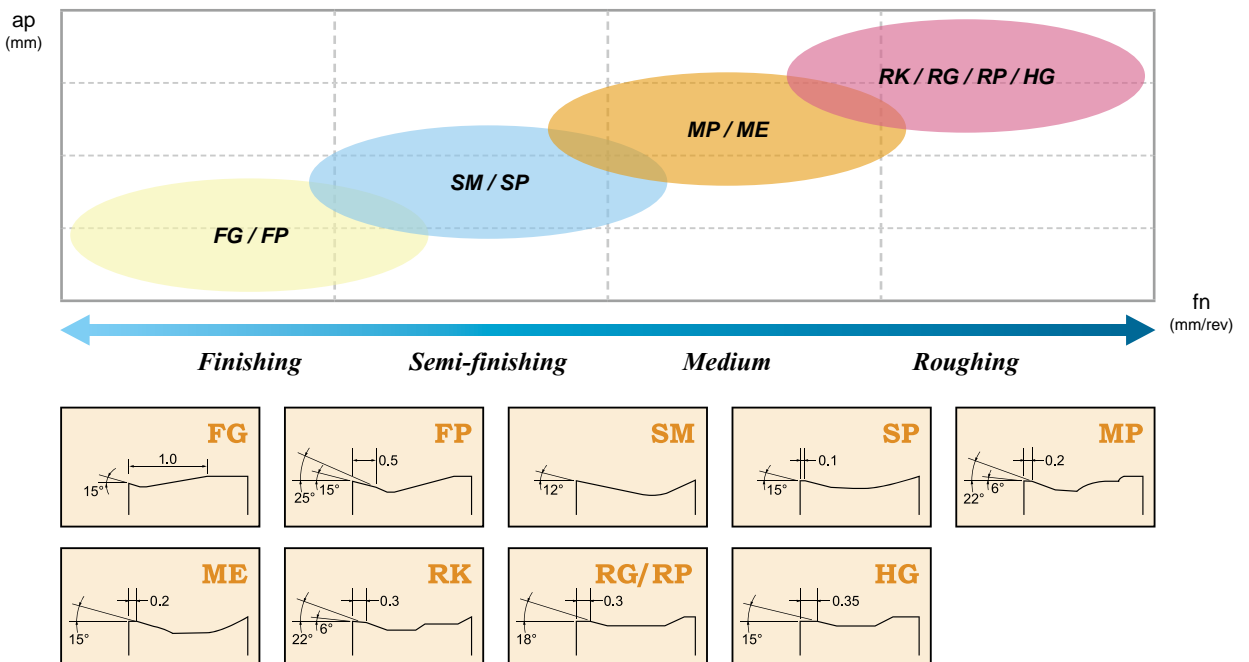 ap
(mm)
RK / RG / RP / HG
MP / ME
SM / SP
FG / FP
fn
(mm/rev)
Finishing Semi-finishing Medium Roughing
FG
1.0
15°
FP
0.5
25° 15°
SM
12°
SP
0.1
15°
MP
0.2
22° 6°
ME
0.2
15°
RK
0.3
22° 6°
RG/RP
0.3
18°
HG
0.35
15°